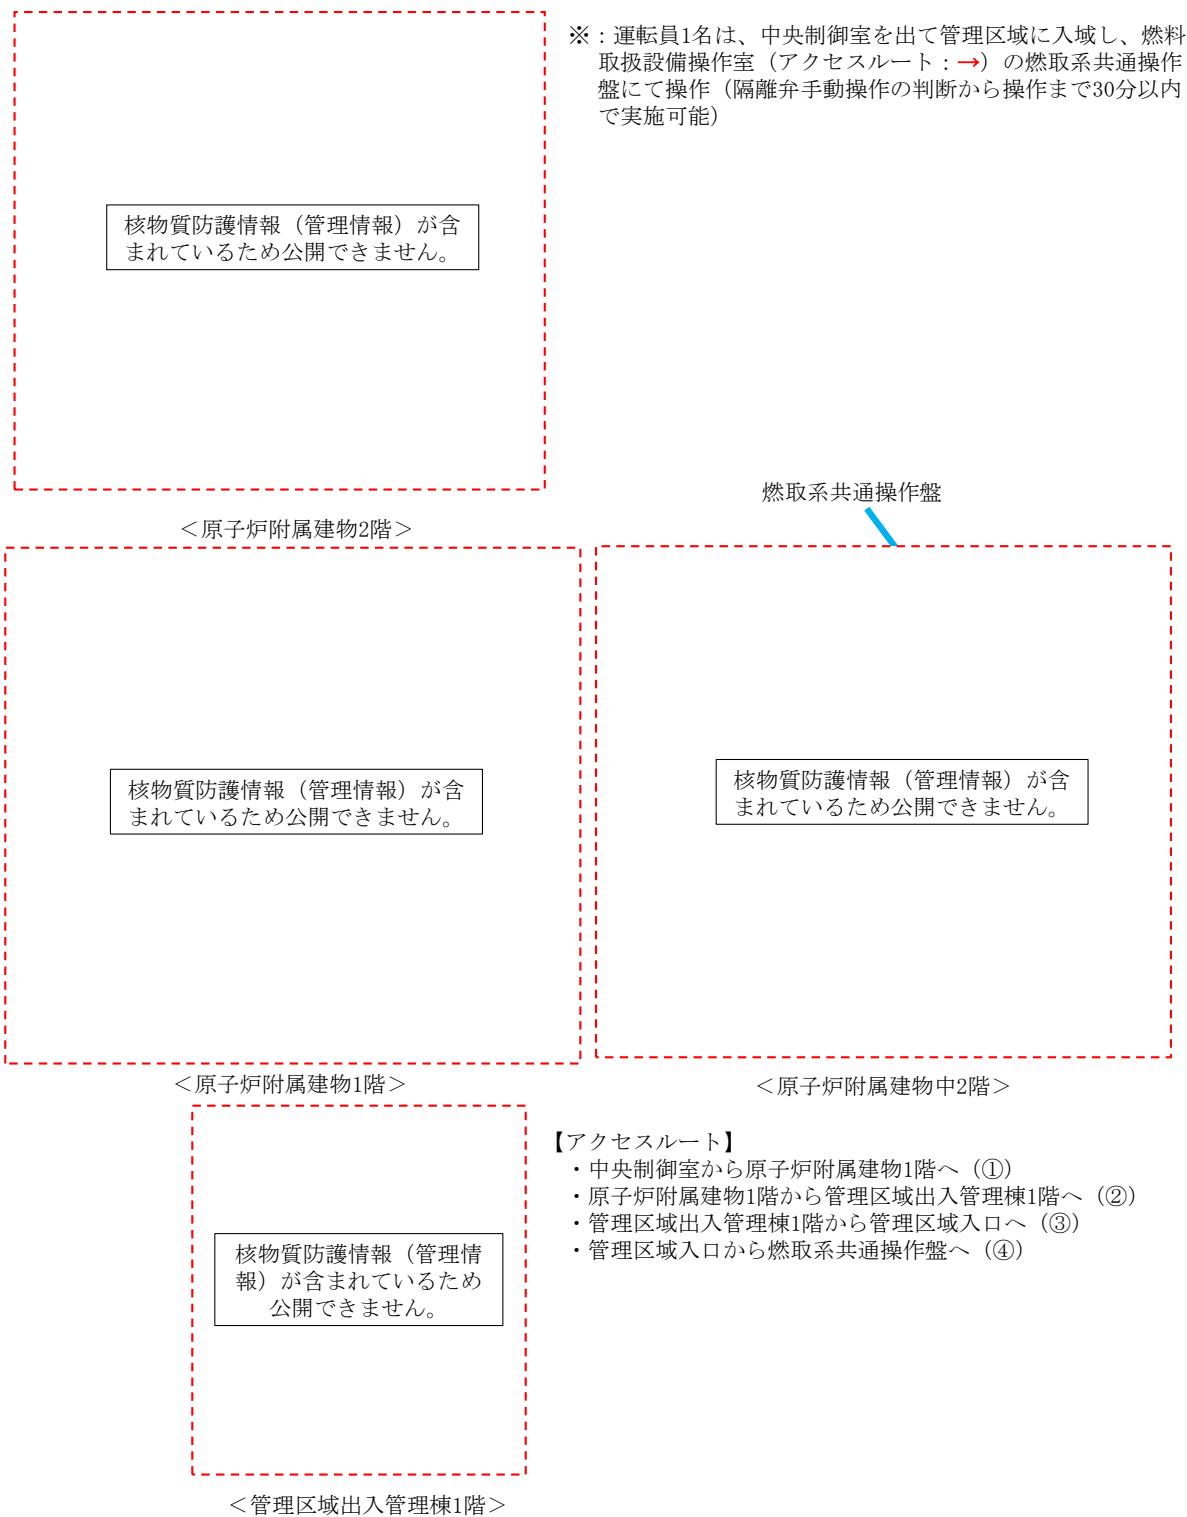 ※：運転員1名は、中央制御室を出て管理区域に入域し、燃料
取扱設備操作室（アクセスルート：→）の燃取系共通操作
盤にて操作（隔離弁手動操作の判断から操作まで30分以内
で実施可能）
核物質防護情報（管理情報）が含
まれているため公開できません。
＜原子炉附属建物2階＞
燃取系共通操作盤
核物質防護情報（管理情報）が含
まれているため公開できません。
＜原子炉附属建物1階＞
核物質防護情報（管理情報）が含
まれているため公開できません。
＜原子炉附属建物中2階＞
核物質防護情報（管理情
報）が含まれているため
公開できません。
＜管理区域出入管理棟1階＞
【アクセスルート】
・中央制御室から原子炉附属建物1階へ（①）
・原子炉附属建物1階から管理区域出入管理棟1階へ（②）
・管理区域出入管理棟1階から管理区域入口へ（③）
・管理区域入口から燃取系共通操作盤へ（④）